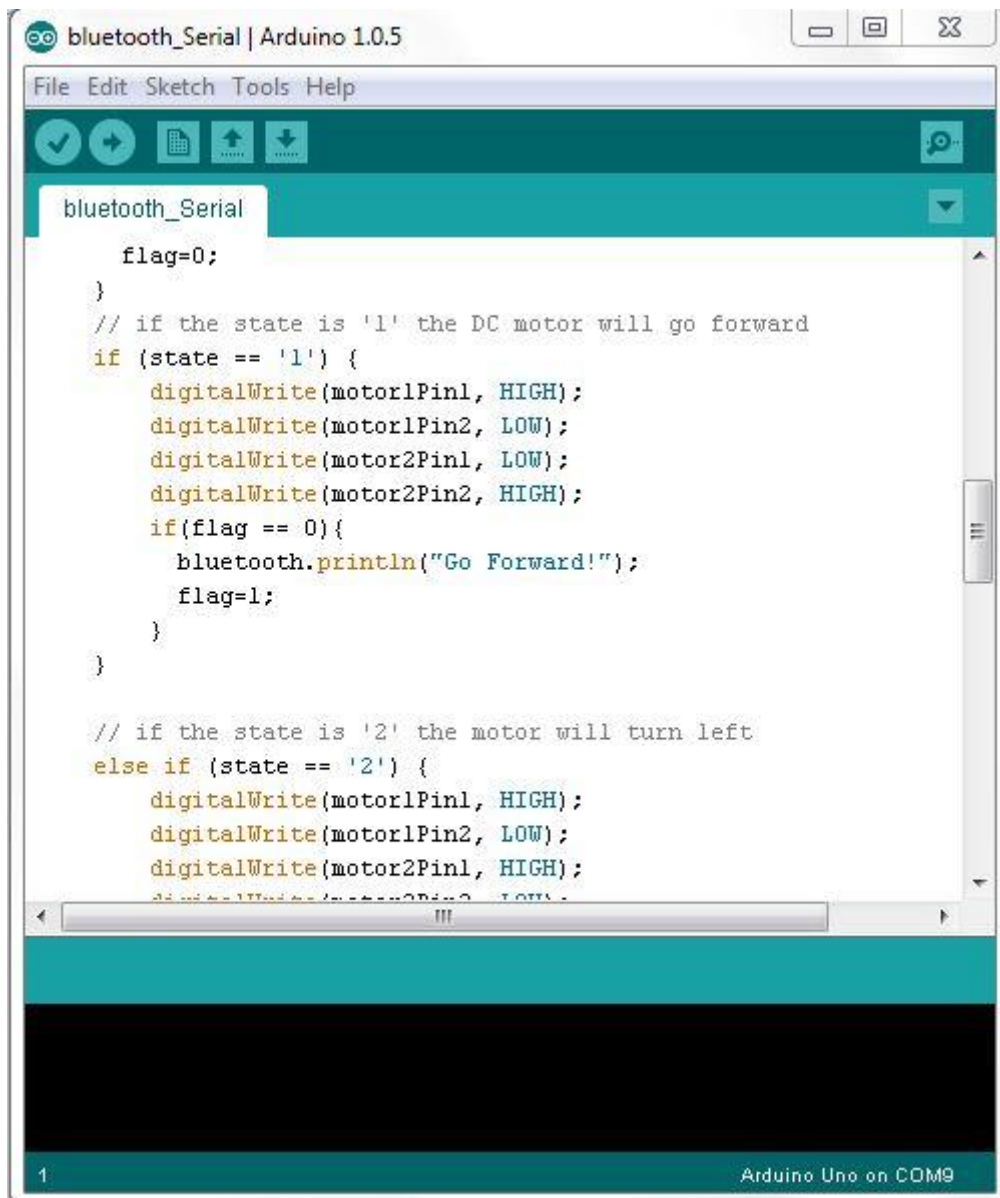 bluetooth_Serial | Arduino 1.0.5
File Edit Sketch Tools Help
bluetooth_Serial
flag=0;
}
// if the state is '1' the DC motor will go forward
if (state == '1') {
digitalWrite(motor1Pin1, HIGH);
digitalWrite(motor1Pin2, LOW);
digitalWrite(motor2Pin1, LOW);
digitalWrite(motor2Pin2, HIGH);
if(flag == 0){
bluetooth.println("Go Forward!");
flag=1;
}
}
// if the state is '2' the motor will turn left
else if (state == '2') {
digitalWrite(motor1Pin1, HIGH);
digitalWrite(motor1Pin2, LOW);
digitalWrite(motor2Pin1, HIGH);
1 Arduino Uno on COM9